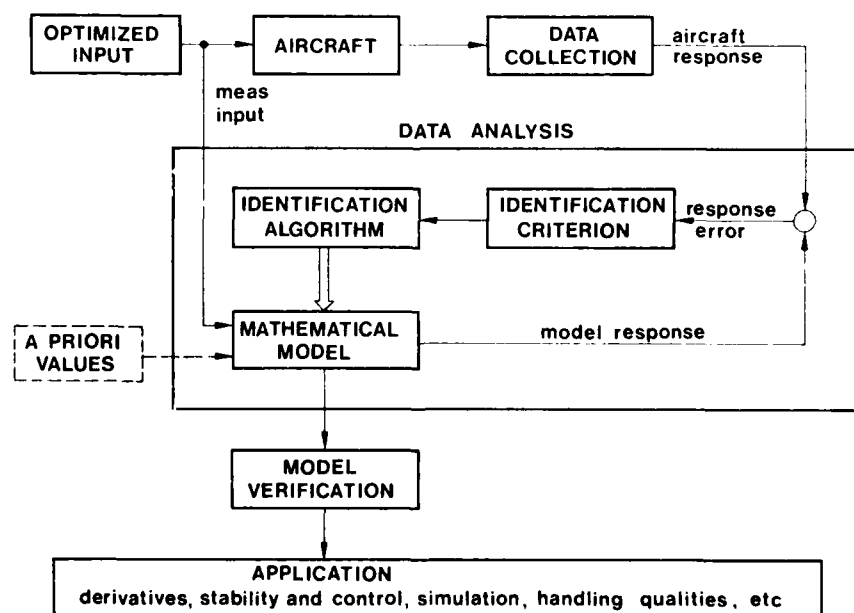 OPTIMIZED
INPUT
AIRCRAFT
DATA
COLLECTION
aircraft
response
meas
input
DATA ANALYSIS
IDENTIFICATION
ALGORITHM
IDENTIFICATION
CRITERION
response
error
A PRIORI
VALUES
MATHEMATICAL
MODEL
model response
MODEL
VERIFICATION
APPLICATION
derivatives, stability and control, simulation, handling qualities, etc